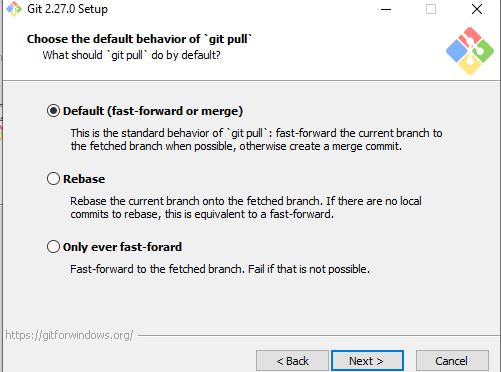 Git 2.27.0 Setup
Choose the default behavior of `git pull`
What should `git pull` do by default?
Default (fast-forward or merge)
This is the standard behavior of `git pull`: fast-forward the current branch to
the fetched branch when possible, otherwise create a merge commit.
Rebase
Rebase the current branch onto the fetched branch. If there are no local
commits to rebase, this is equivalent to a fast-forward.
Only ever fast-forard
Fast-forward to the fetched branch. Fail if that is not possible.
https://gitforwindows.org/
< Back
Next >
Cancel